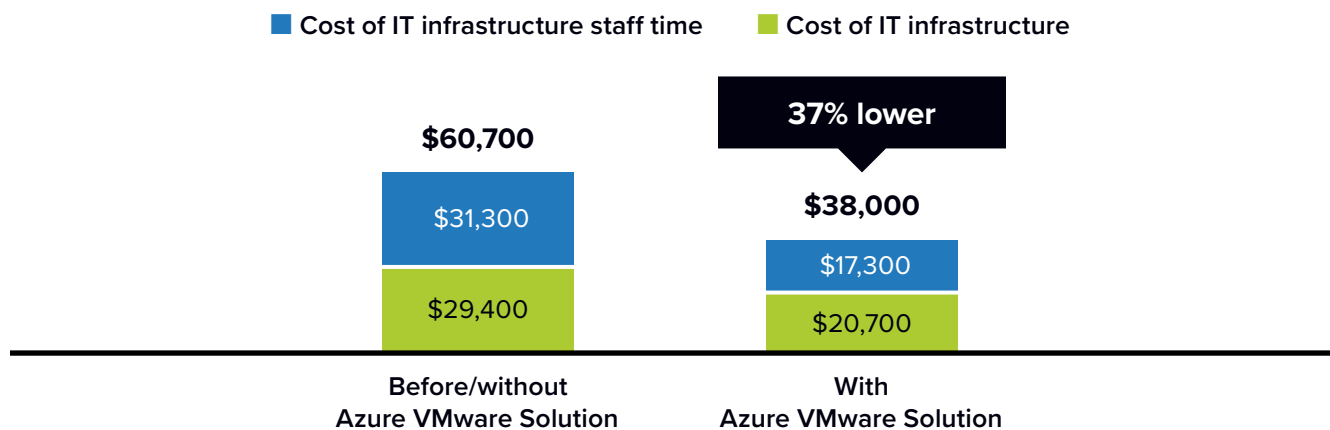 Cost of IT infrastructure staff time Cost of IT infrastructure
37% lower
$60,700
$38,000
$31,300
$17,300
$29,400
$20,700
Before/without
Azure VMware Solution
With
Azure VMware Solution